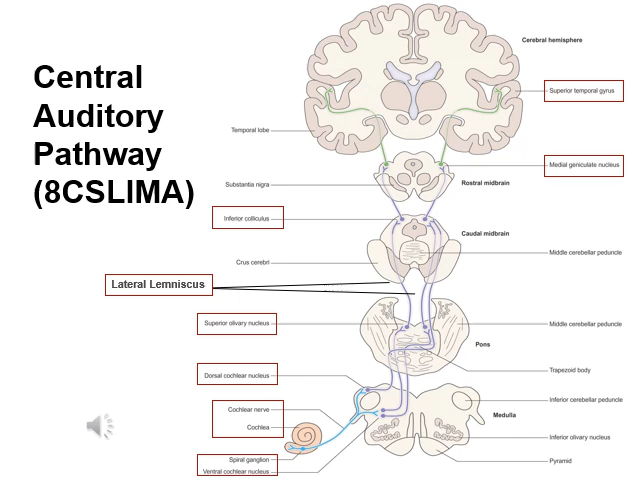 Central
Auditory
Pathway
(8CSLIMA)
Cerebral hemisphere
Superior temporal gyrus
Temporal lobe
Medial geniculate nucleus
Substantia nigra
Rostral midbrain
Inferior colliculus
Caudal midbrain
Middle cerebellar peduncle
Crus cerebri
Lateral Lemniscus
Superior olivary nucleus
Middle cerebellar peduncle
Pons
Trapezoid body
Dorsal cochlear nucleus
Inferior cerebellar peduncle
Cochlear nerve
Medulla
Cochlea
Inferior olivary nucleus
Spiral ganglion
Pyramid
Ventral cochlear nucleus